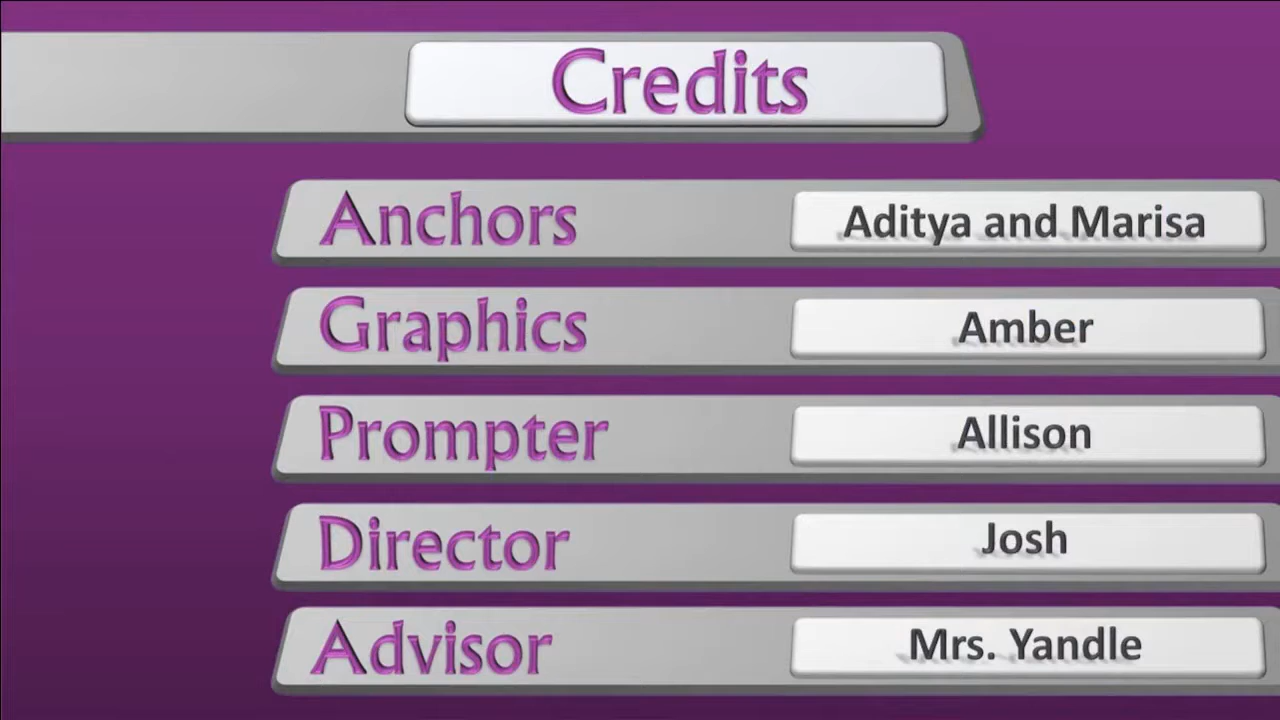 Credits
Anchors Aditya and Marisa
Graphics Amber
Prompter Allison
Director Josh
Advisor Mrs. Yandle